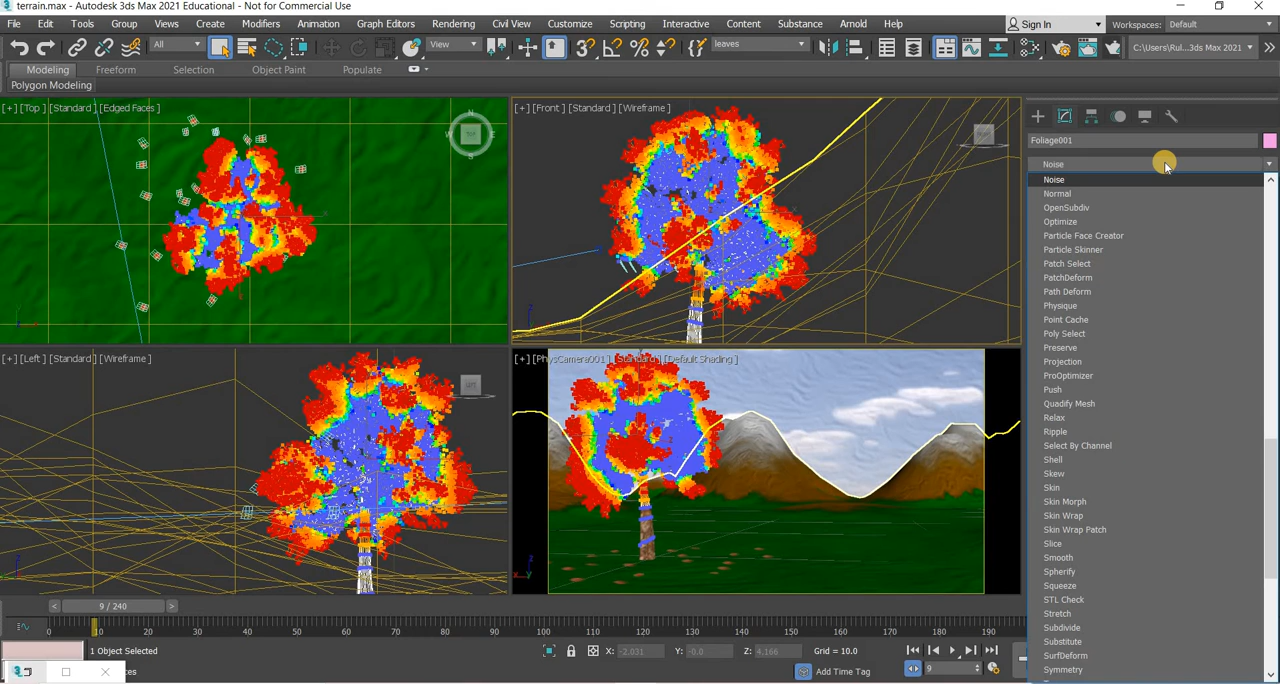 terrain.max - Autodesk 3ds Max 2021 Educational - Not for Commercial Use
File Edit Tools Group Views Create Modifiers Animation Graph Editors Rendering Civil View Customize Scripting Interactive Content Substance Arnold Help Sign In Workspaces: Default
All View leaves C:\Users\Rul...3ds Max 2021
Modeling Freeform Selection Object Paint Populate
Polygon Modeling
[+] [Top ] [Standard ] [Edged Faces ]
[+] [Front ] [Standard ] [Wireframe ]
[+] [Left ] [Standard ] [Wireframe ]
[+] [PhysCamera001 ] [Standard ] [Default Shading ]
Foliage001
Noise
Noise
Normal
OpenSubdiv
Optimize
Particle Face Creator
Particle Skinner
Patch Select
PatchDeform
Path Deform
Physique
Point Cache
Poly Select
Preserve
Projection
ProOptimizer
Push
Quadify Mesh
Relax
Ripple
Select By Channel
Shell
Skew
Skin
Skin Morph
Skin Wrap
Skin Wrap Patch
Slice
Smooth
Spherify
Squeeze
STL Check
Stretch
Subdivide
Substitute
SurfDeform
Symmetry
< 9 / 240 >
0 10 20 30 40 50 60 70 80 90 100 110 120 130 140 150 160 170 180 190
1 Object Selected X: -2.031 Y: -0.0 Z: 4.166 Grid = 10.0
Add Time Tag 9